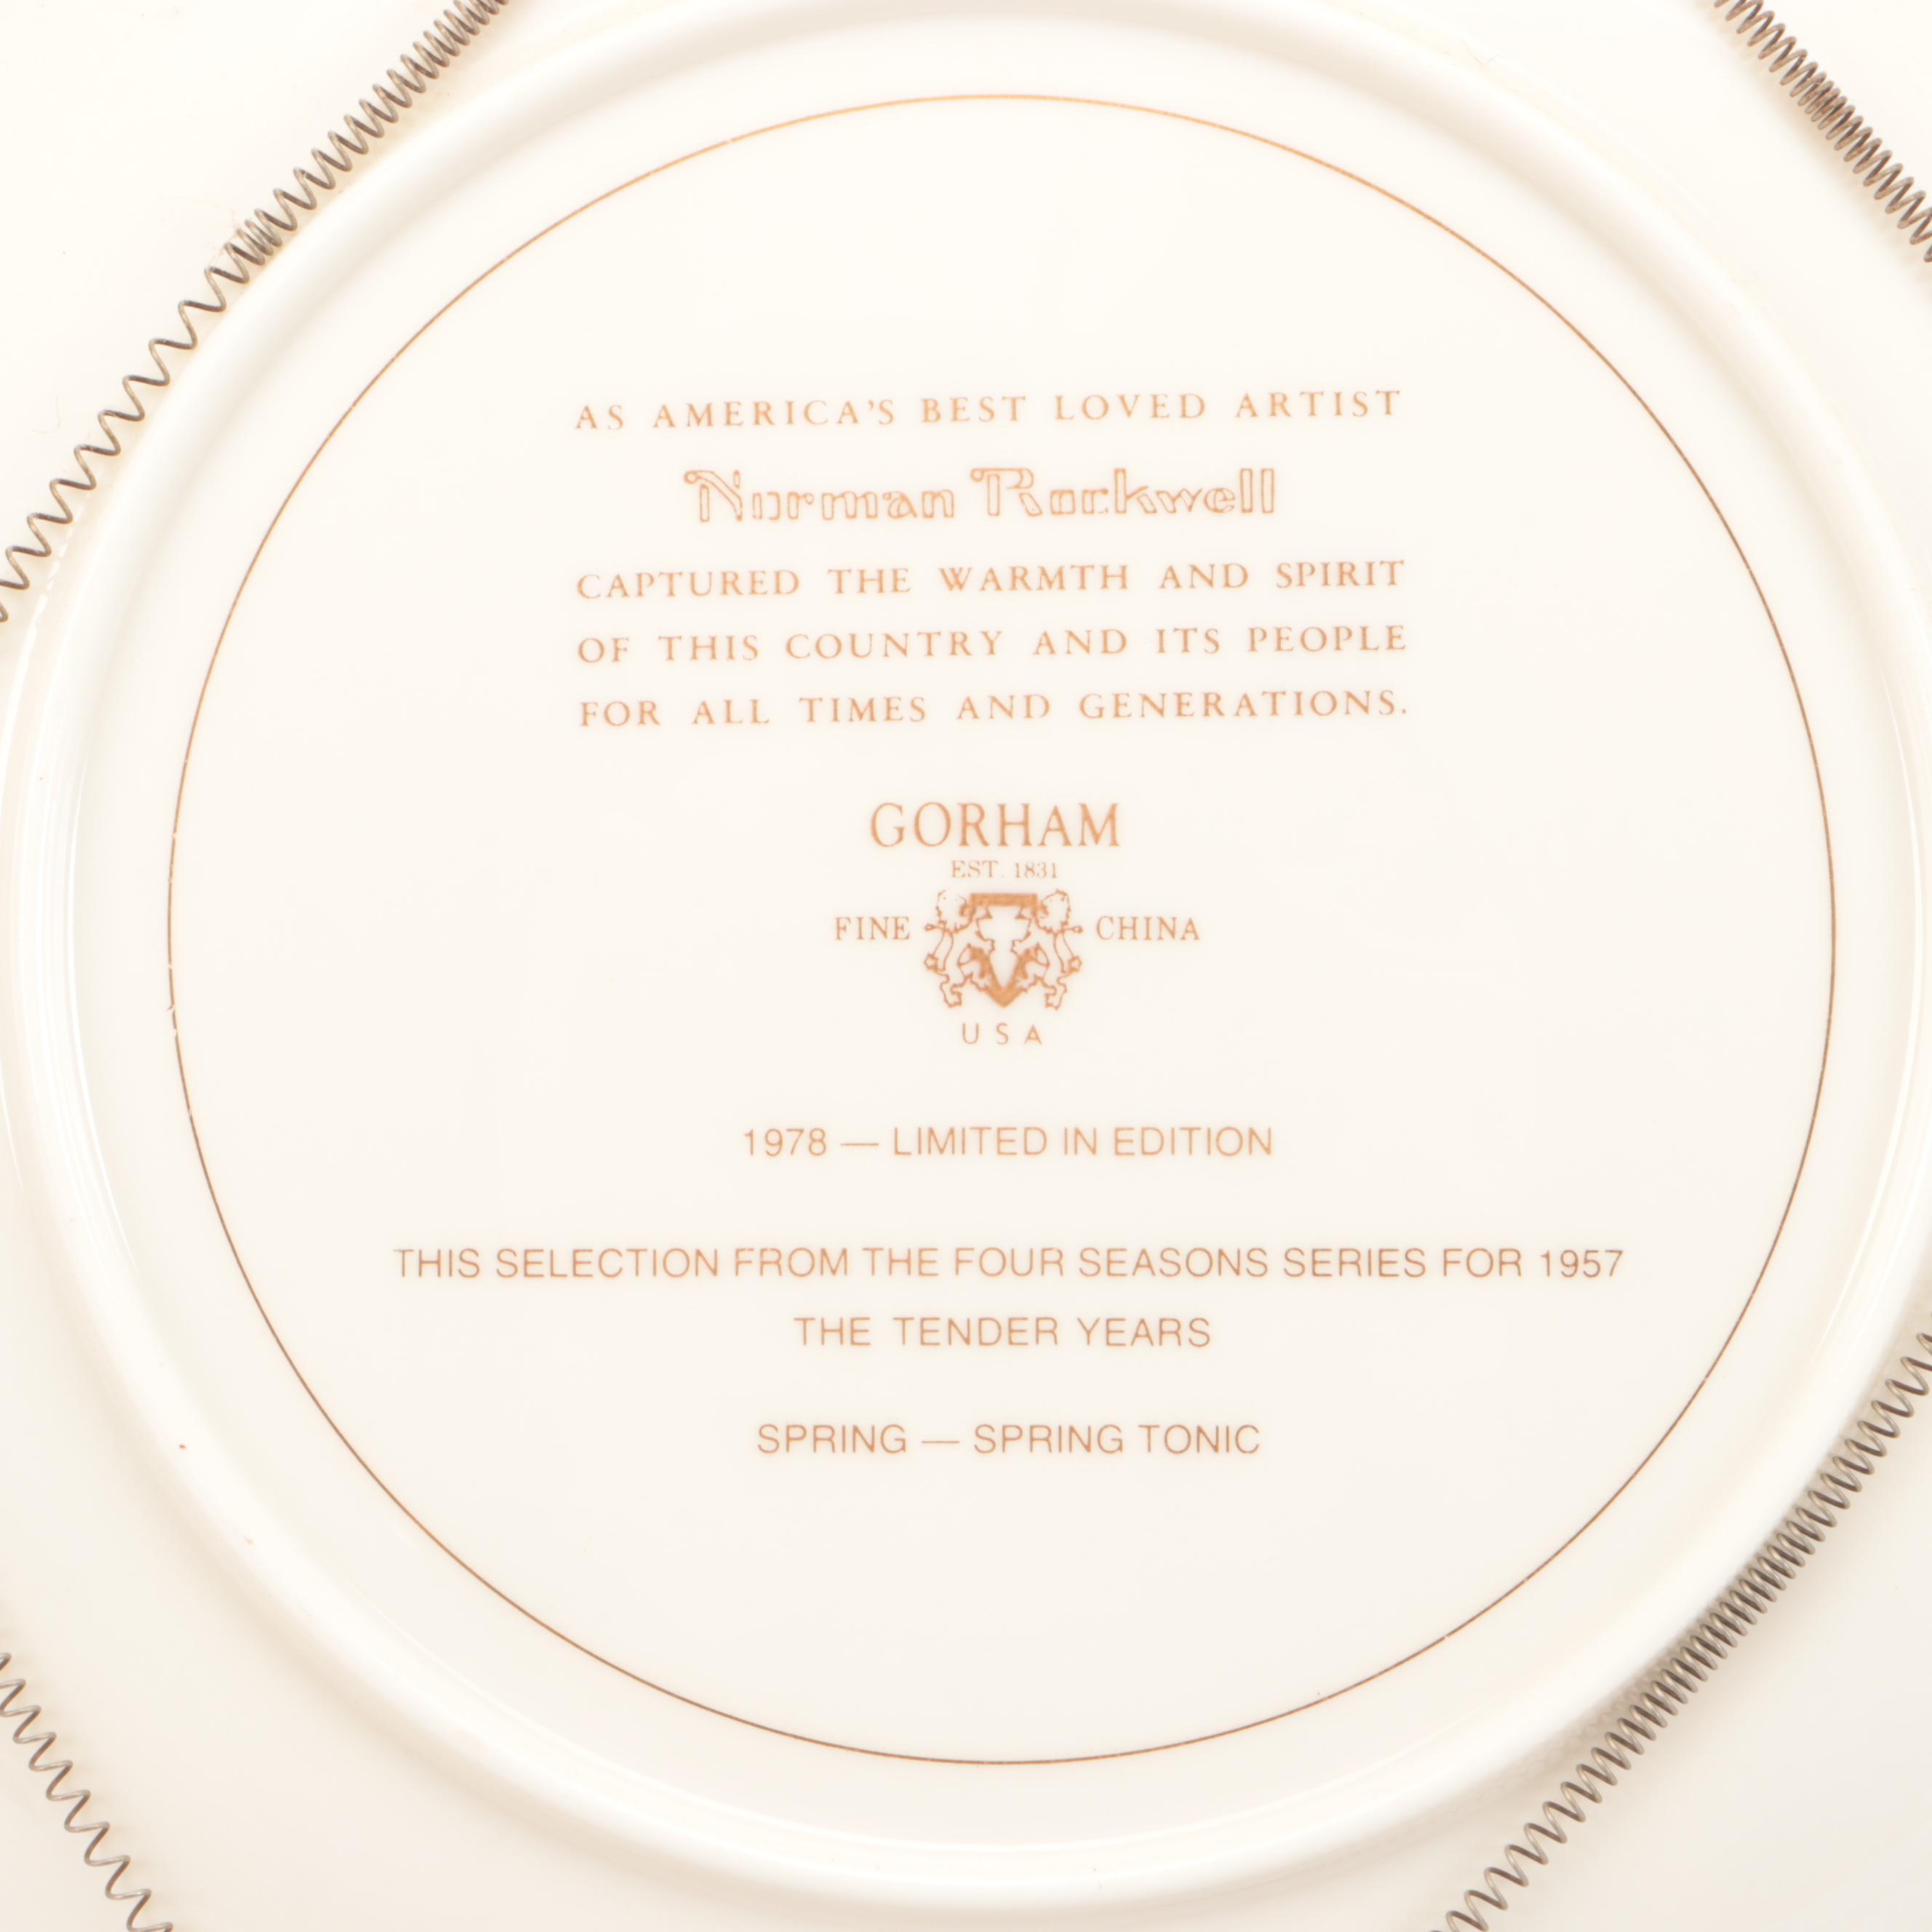 AS AMERICA'S BEST LOVED ARTIST
Norman Rockwell
CAPTURED THE WARMTH AND SPIRIT
OF THIS COUNTRY AND ITS PEOPLE
FOR ALL TIMES AND GENERATIONS.
GORHAM
EST. 1831
FINE CHINA
USA
1978 — LIMITED IN EDITION
THIS SELECTION FROM THE FOUR SEASONS SERIES FOR 1957
THE TENDER YEARS
SPRING — SPRING TONIC